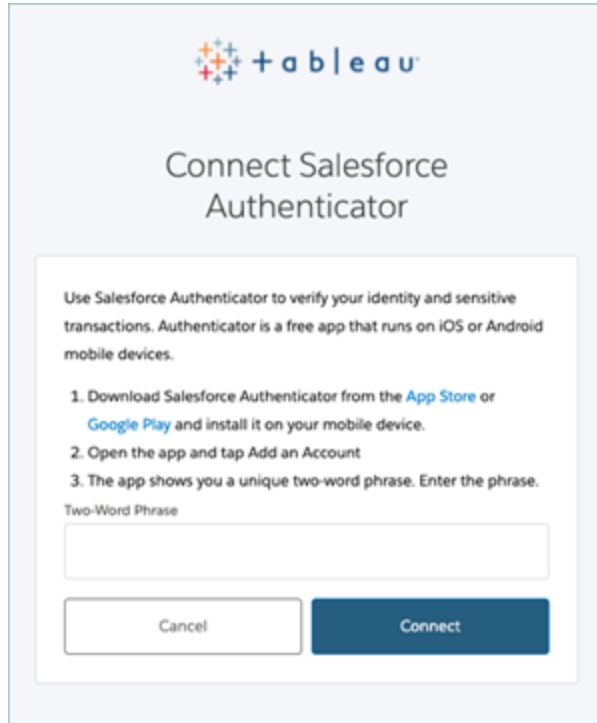 +ableau
Connect Salesforce
Authenticator
Use Salesforce Authenticator to verify your identity and sensitive
transactions. Authenticator is a free app that runs on iOS or Android
mobile devices.
1. Download Salesforce Authenticator from the App Store or
Google Play and install it on your mobile device.
2. Open the app and tap Add an Account
3. The app shows you a unique two-word phrase. Enter the phrase.
Two-Word Phrase
Cancel
Connect